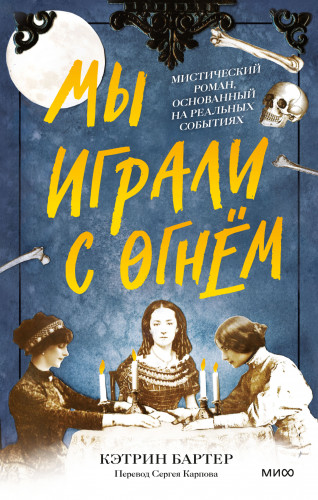 МИСТИЧЕСКИЙ
РОМАН,
ОСНОВАННЫЙ
НА РЕАЛЬНЫХ
СОБЫТИЯХ
МЫ
ИГРАЛИ
С ОГНЁМ
КЭТРИН БАРТЕР
Перевод Сергея Карпова
МИФ